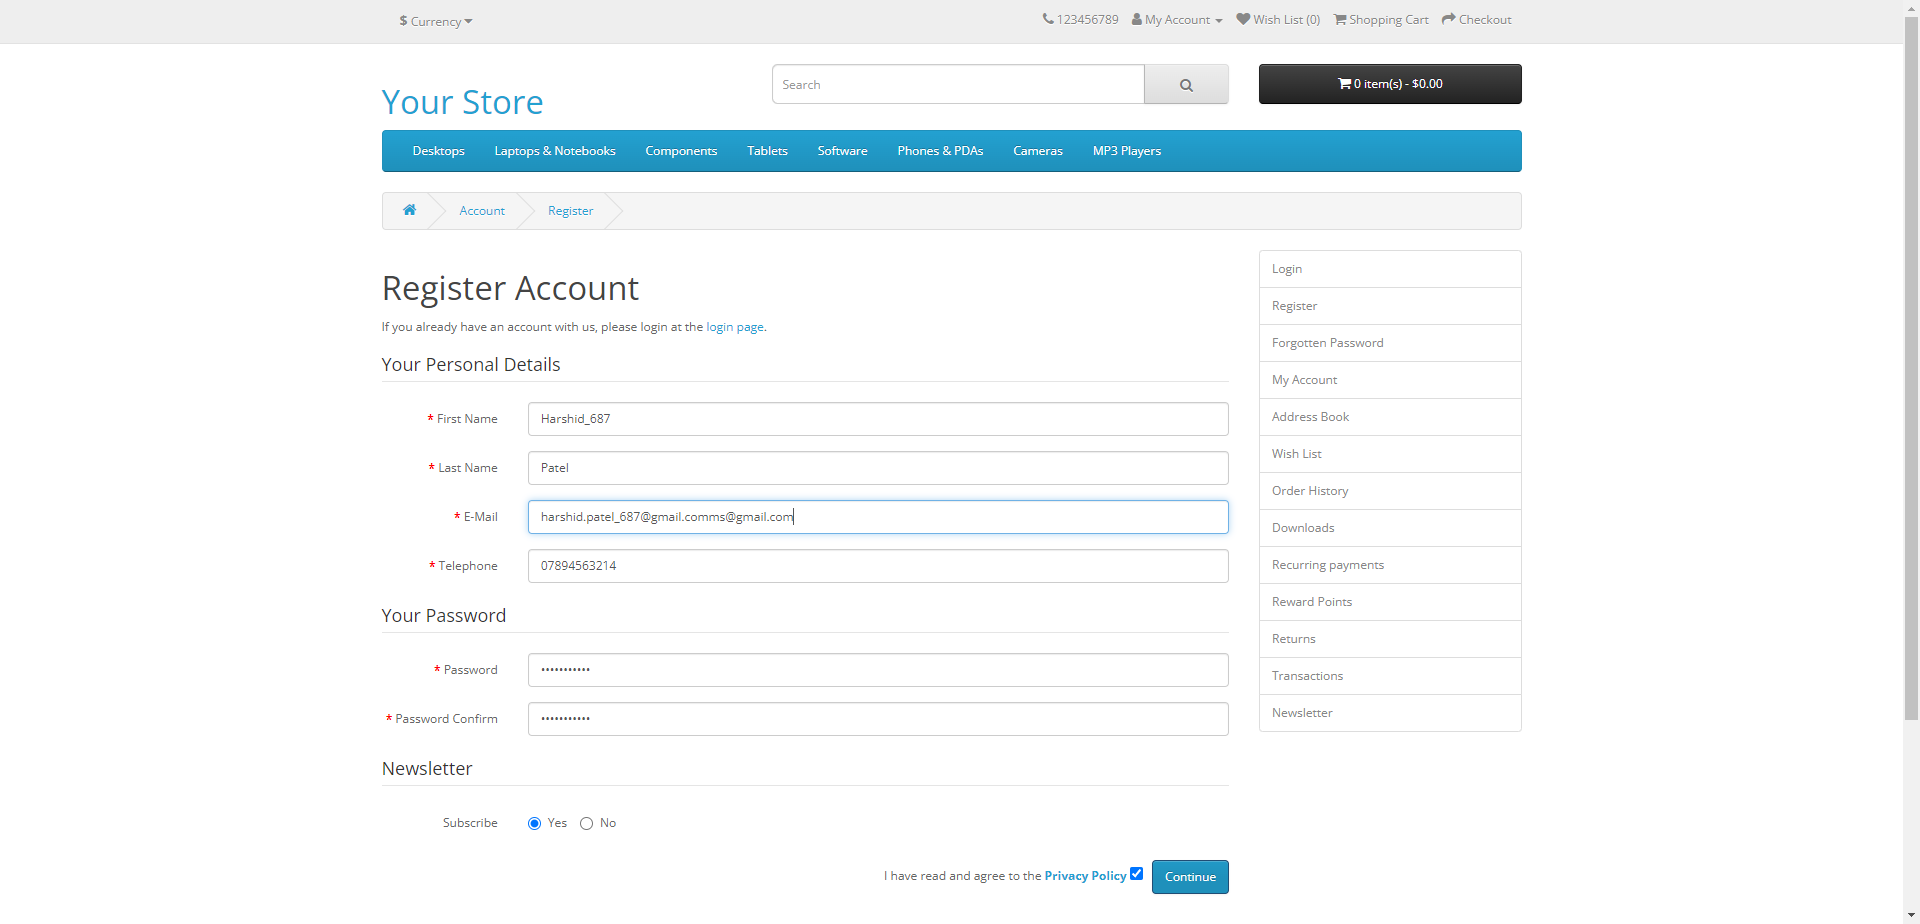 $ Currency
123456789 My Account Wish List (0) Shopping Cart Checkout
Your Store
Search
0 item(s) - $0.00
Desktops Laptops & Notebooks Components Tablets Software Phones & PDAs Cameras MP3 Players
Account Register
Register Account
If you already have an account with us, please login at the login page.
Your Personal Details
* First Name Harshid_687
* Last Name Patel
* E-Mail harshid.patel_687@gmail.comms@gmail.com
* Telephone 07894563214
Your Password
* Password •••••••••••
* Password Confirm •••••••••••
Newsletter
Subscribe Yes No
I have read and agree to the Privacy Policy Continue
Login
Register
Forgotten Password
My Account
Address Book
Wish List
Order History
Downloads
Recurring payments
Reward Points
Returns
Transactions
Newsletter